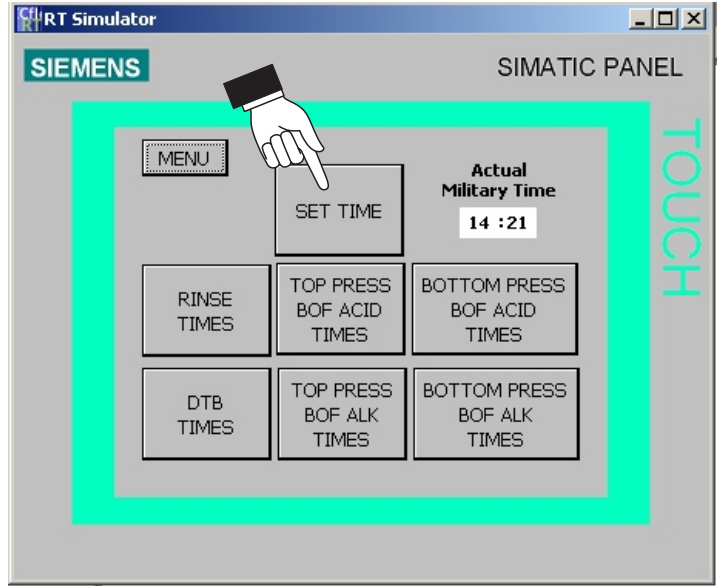 RT Simulator
SIEMENS
SIMATIC PANEL
TOUCH
MENU
SET TIME
Actual
Military Time
14 :21
RINSE
TIMES
TOP PRESS
BOF ACID
TIMES
BOTTOM PRESS
BOF ACID
TIMES
DTB
TIMES
TOP PRESS
BOF ALK
TIMES
BOTTOM PRESS
BOF ALK
TIMES